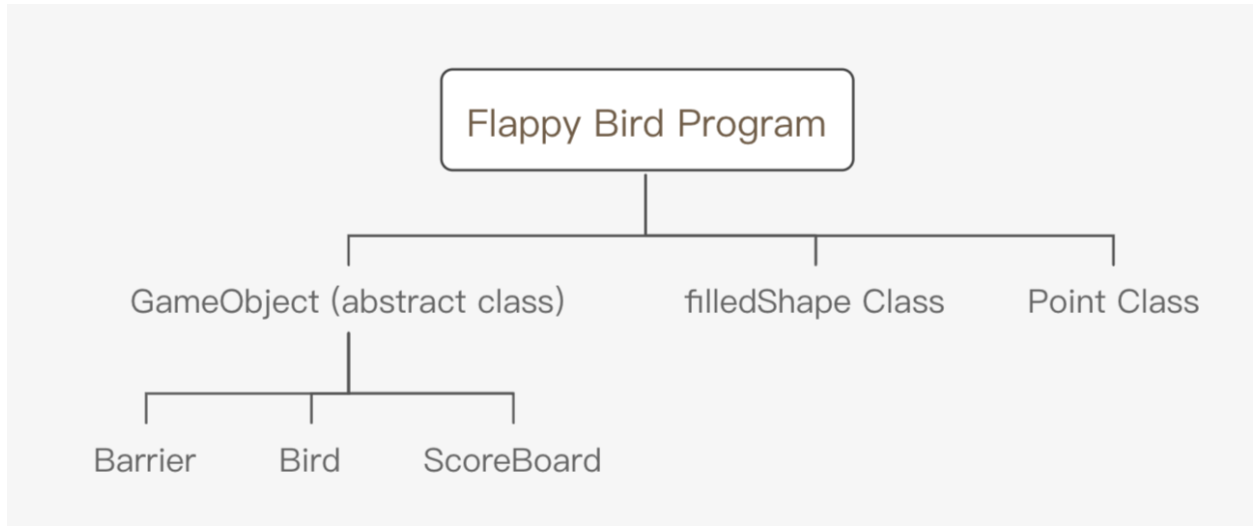 Flappy Bird Program
GameObject (abstract class)
filledShape Class
Point Class
Barrier
Bird
ScoreBoard